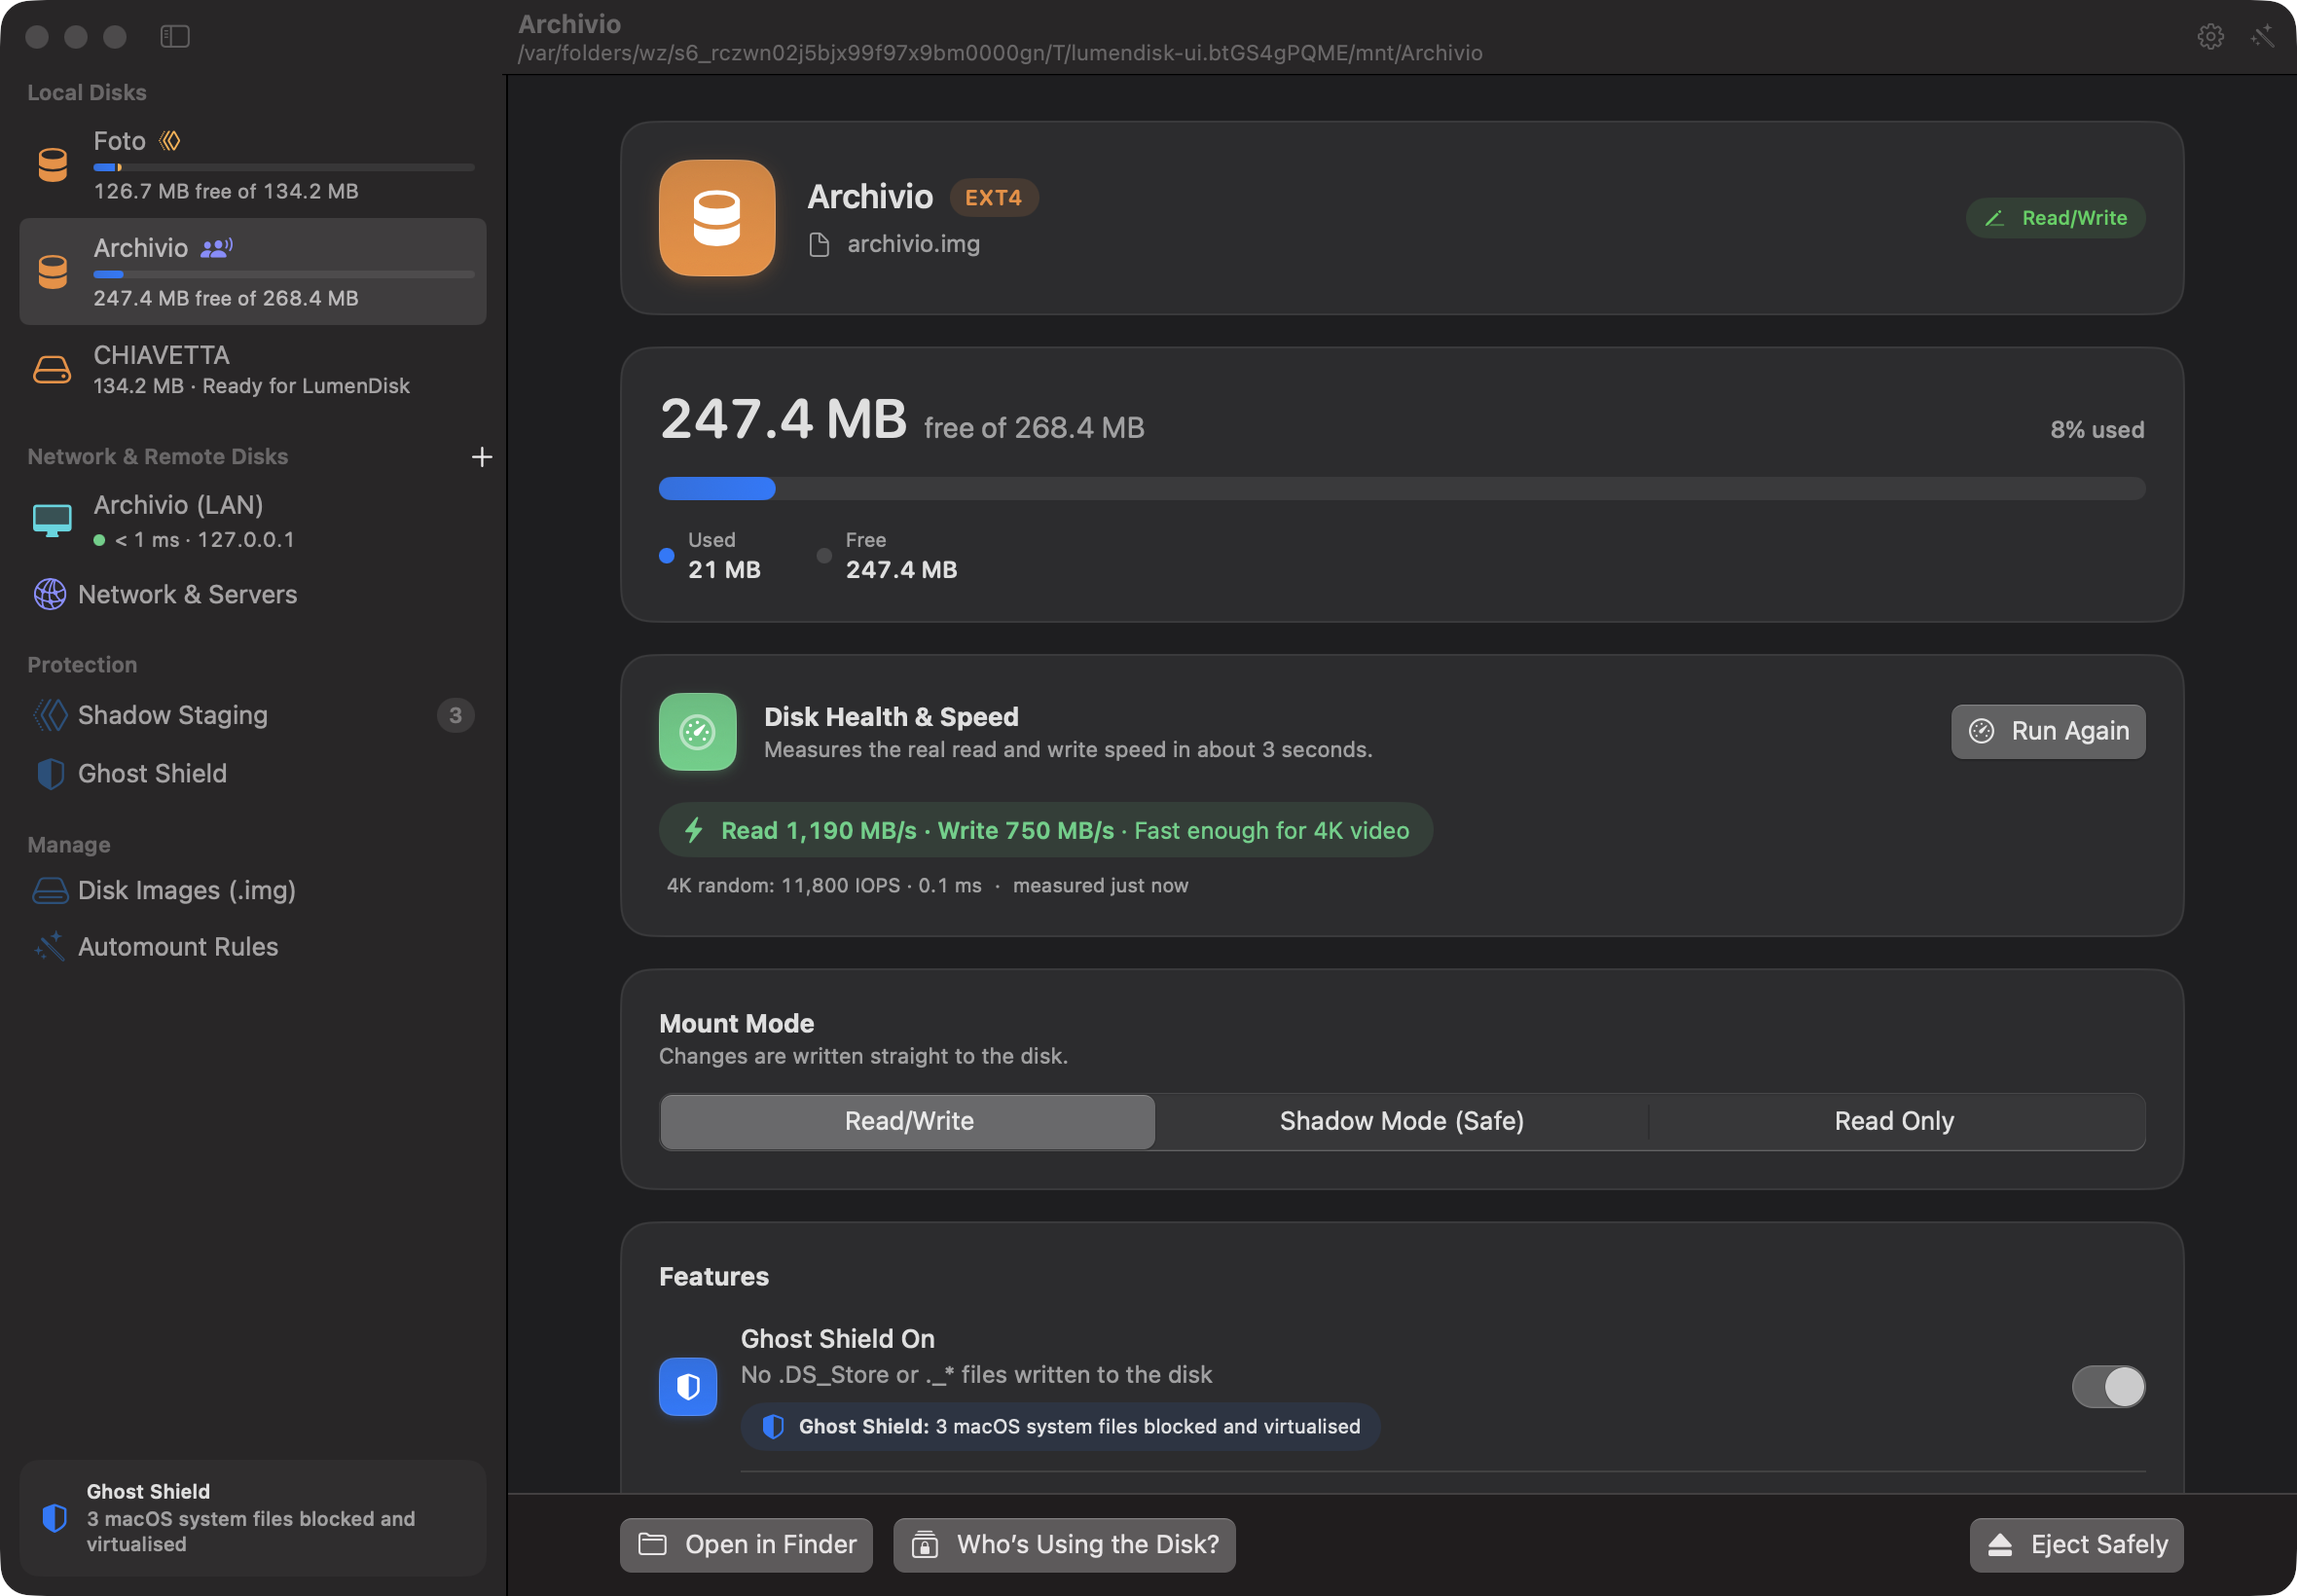 Archivio
/var/folders/wz/s6_rczwn02j5bjx99f97x9bm0000gn/T/lumendisk-ui.btGS4gPQME/mnt/Archivio
Local Disks
Foto
126.7 MB free of 134.2 MB
Archivio
247.4 MB free of 268.4 MB
CHIAVETTA
134.2 MB · Ready for LumenDisk
Network & Remote Disks
Archivio (LAN)
< 1 ms · 127.0.0.1
Network & Servers
Protection
Shadow Staging 3
Ghost Shield
Manage
Disk Images (.img)
Automount Rules
Ghost Shield
3 macOS system files blocked and
virtualised
Archivio EXT4
archivio.img
Read/Write
247.4 MB free of 268.4 MB
8% used
Used
21 MB
Free
247.4 MB
Disk Health & Speed
Measures the real read and write speed in about 3 seconds.
Run Again
Read 1,190 MB/s · Write 750 MB/s · Fast enough for 4K video
4K random: 11,800 IOPS · 0.1 ms · measured just now
Mount Mode
Changes are written straight to the disk.
Read/Write Shadow Mode (Safe) Read Only
Features
Ghost Shield On
No .DS_Store or ._* files written to the disk
Ghost Shield: 3 macOS system files blocked and virtualised
Open in Finder Who’s Using the Disk? Eject Safely